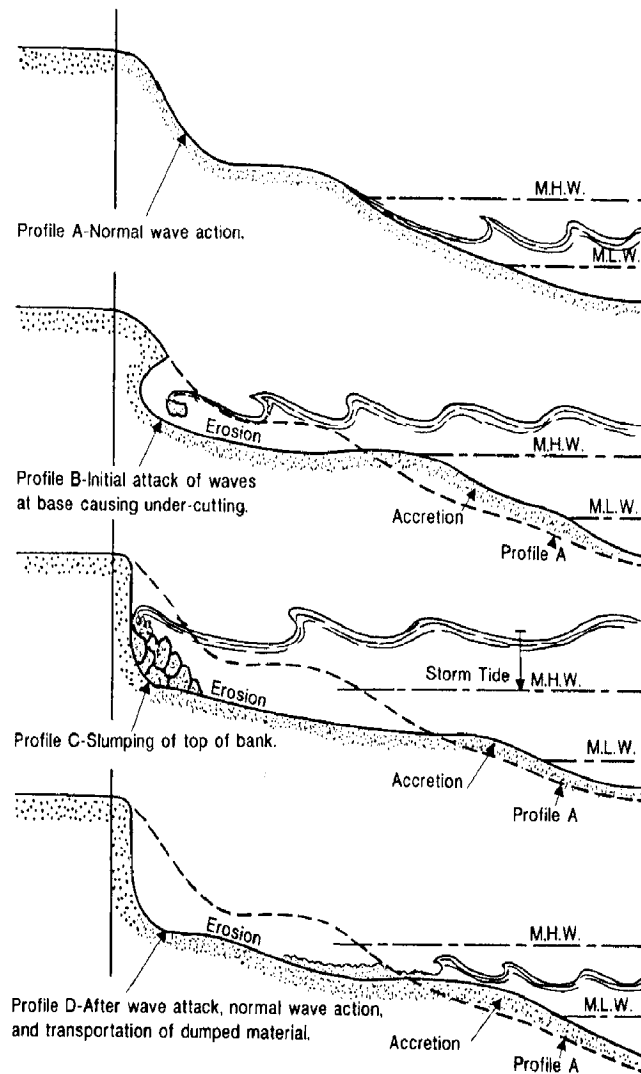 M.H.W.
M.L.W.
Profile A-Normal wave action.
Erosion
M.H.W.
Profile B-Initial attack of waves
at base causing under-cutting.
M.L.W.
Accretion
Profile A
Storm Tide
M.H.W.
Erosion
Profile C-Slumping of top of bank.
M.L.W.
Accretion
Profile A
Erosion
M.H.W.
Profile D-After wave attack, normal wave action,
and transportation of dumped material.
M.L.W.
Accretion
Profile A